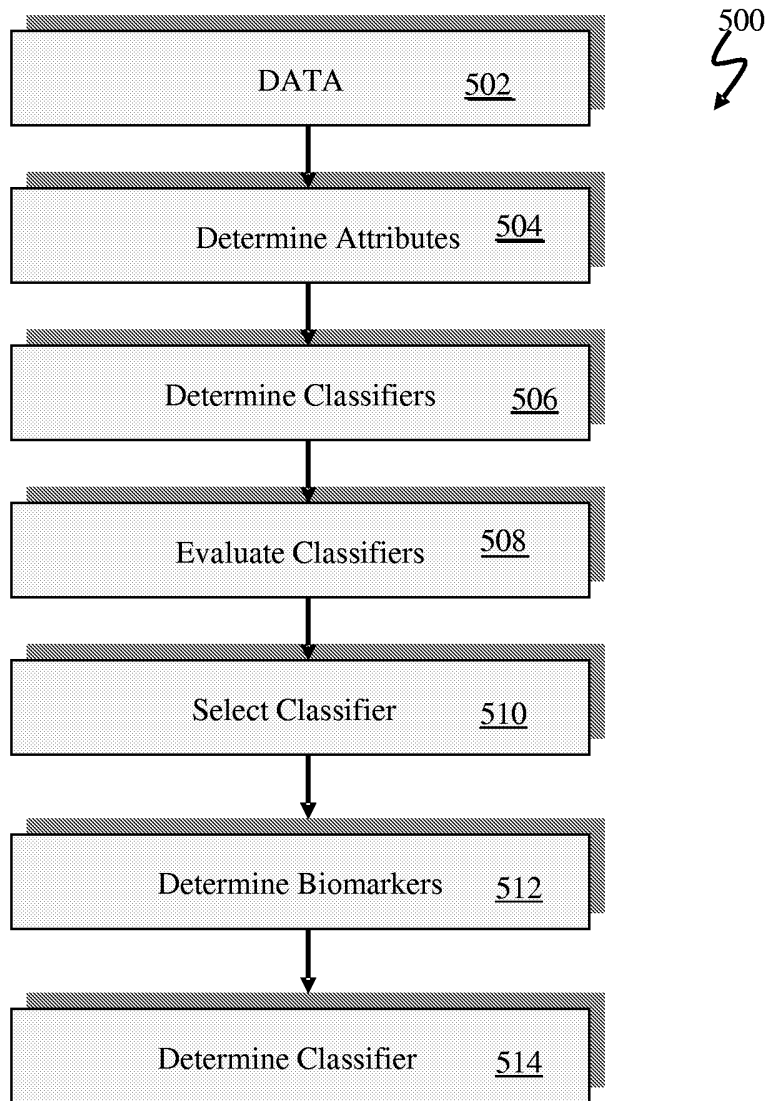 500
DATA 502
Determine Attributes 504
Determine Classifiers 506
Evaluate Classifiers 508
Select Classifier 510
Determine Biomarkers 512
Determine Classifier 514